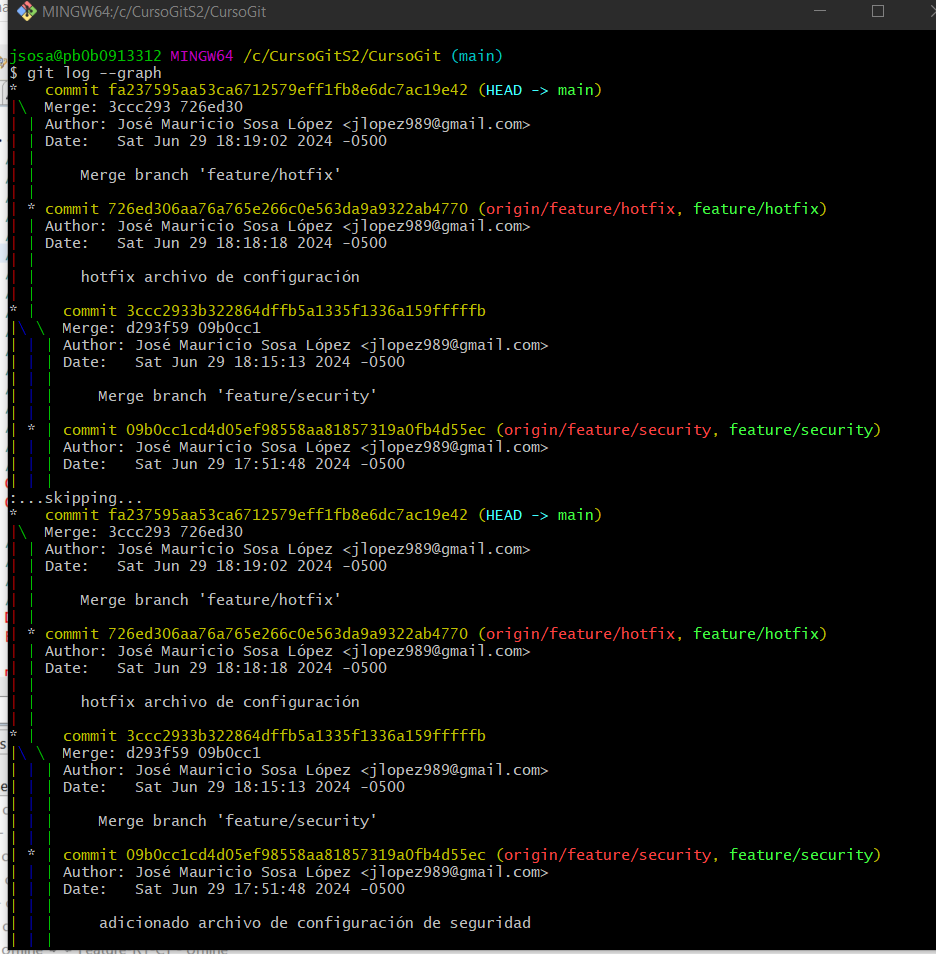 MINGW64:/c/CursoGitS2/CursoGit
jsosa@pb0b0913312 MINGW64 /c/CursoGitS2/CursoGit (main)
$ git log --graph
*   commit fa237595aa53ca6712579eff1fb8e6dc7ac19e42 (HEAD -> main)
|\  Merge: 3ccc293 726ed30
| | Author: José Mauricio Sosa López <jlopez989@gmail.com>
| | Date:   Sat Jun 29 18:19:02 2024 -0500
| |
| |     Merge branch 'feature/hotfix'
| |
| * commit 726ed306aa76a765e266c0e563da9a9322ab4770 (origin/feature/hotfix, feature/hotfix)
| | Author: José Mauricio Sosa López <jlopez989@gmail.com>
| | Date:   Sat Jun 29 18:18:18 2024 -0500
| |
| |     hotfix archivo de configuración
| |
* |   commit 3ccc2933b322864dffb5a1335f1336a159fffffb
|\ \  Merge: d293f59 09b0cc1
| | | Author: José Mauricio Sosa López <jlopez989@gmail.com>
| | | Date:   Sat Jun 29 18:15:13 2024 -0500
| | |
| | |     Merge branch 'feature/security'
| | |
| * | commit 09b0cc1cd4d05ef98558aa81857319a0fb4d55ec (origin/feature/security, feature/security)
| | | Author: José Mauricio Sosa López <jlopez989@gmail.com>
| | | Date:   Sat Jun 29 17:51:48 2024 -0500
| | |
:...skipping...
*   commit fa237595aa53ca6712579eff1fb8e6dc7ac19e42 (HEAD -> main)
|\  Merge: 3ccc293 726ed30
| | Author: José Mauricio Sosa López <jlopez989@gmail.com>
| | Date:   Sat Jun 29 18:19:02 2024 -0500
| |
| |     Merge branch 'feature/hotfix'
| |
| * commit 726ed306aa76a765e266c0e563da9a9322ab4770 (origin/feature/hotfix, feature/hotfix)
| | Author: José Mauricio Sosa López <jlopez989@gmail.com>
| | Date:   Sat Jun 29 18:18:18 2024 -0500
| |
| |     hotfix archivo de configuración
| |
* |   commit 3ccc2933b322864dffb5a1335f1336a159fffffb
|\ \  Merge: d293f59 09b0cc1
| | | Author: José Mauricio Sosa López <jlopez989@gmail.com>
| | | Date:   Sat Jun 29 18:15:13 2024 -0500
| | |
| | |     Merge branch 'feature/security'
| | |
| * | commit 09b0cc1cd4d05ef98558aa81857319a0fb4d55ec (origin/feature/security, feature/security)
| | | Author: José Mauricio Sosa López <jlopez989@gmail.com>
| | | Date:   Sat Jun 29 17:51:48 2024 -0500
| | |
| | |     adicionado archivo de configuración de seguridad
| | |